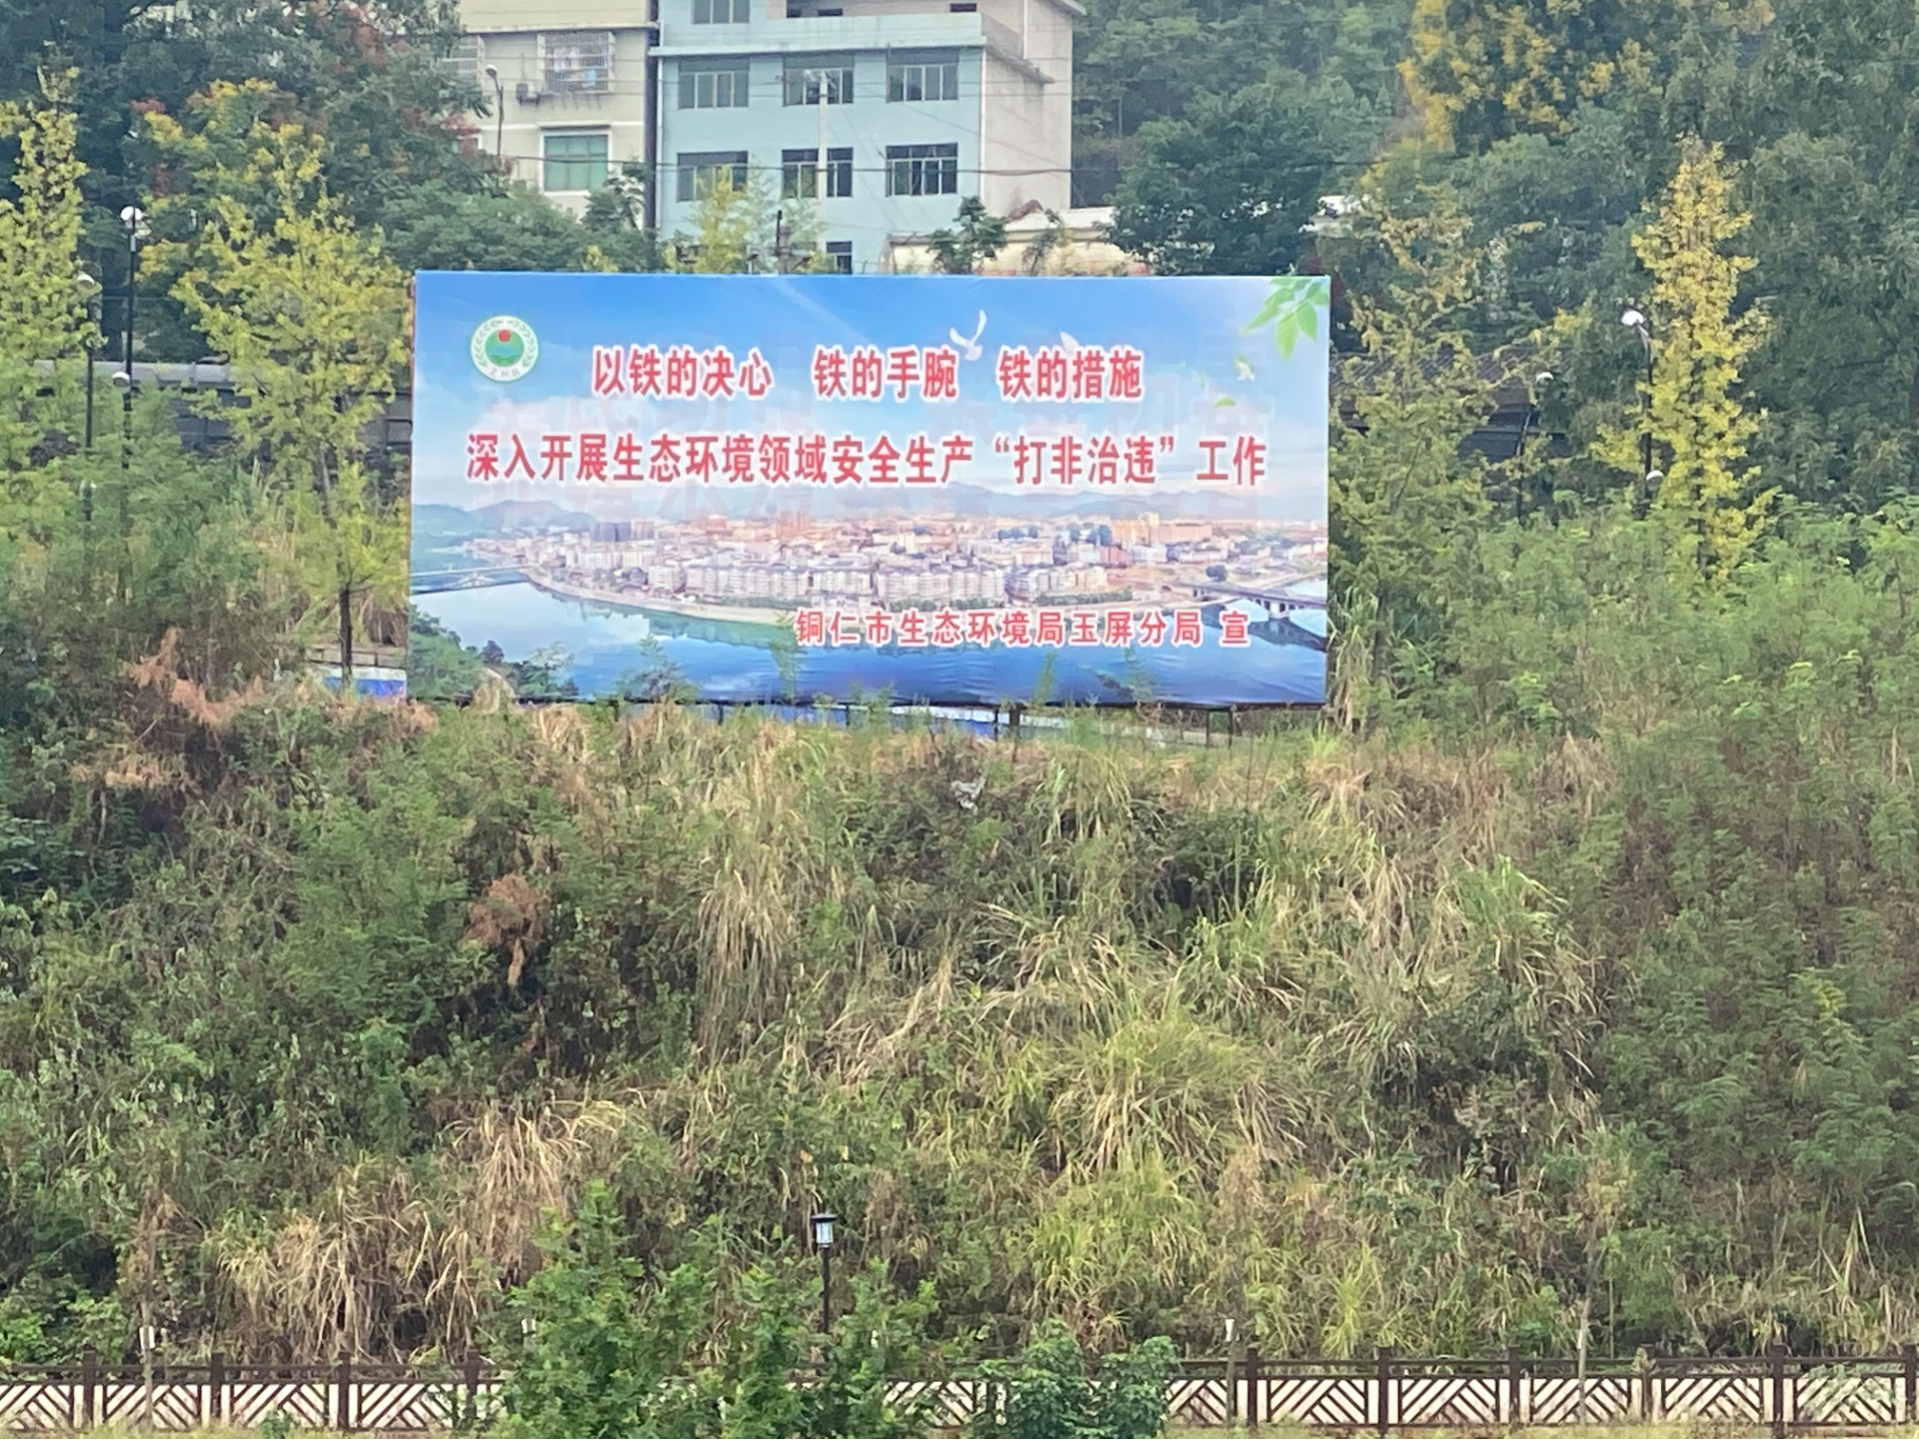 以铁的决心 铁的手腕 铁的措施
深入开展生态环境领域安全生产“打非治违”工作
铜仁市生态环境局玉屏分局 宣